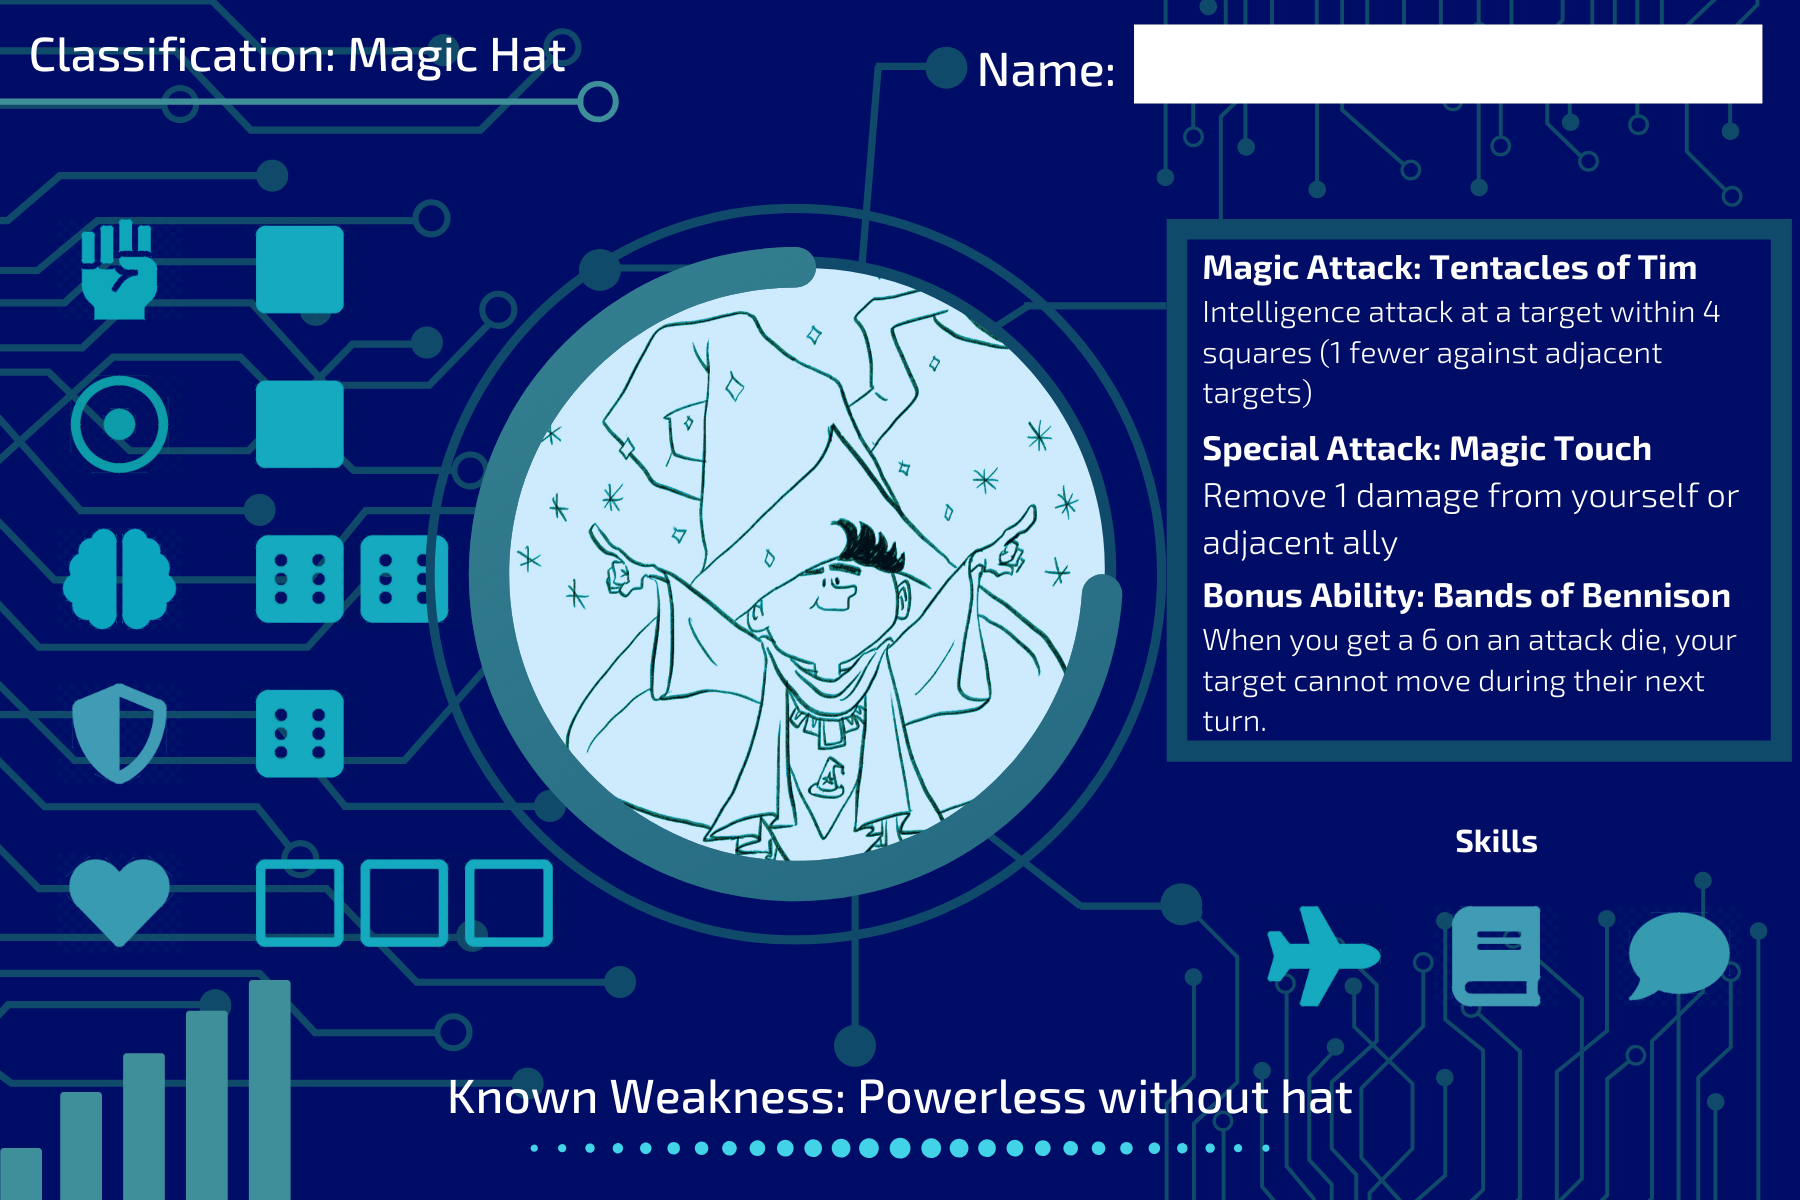 Classification: Magic Hat
Name:
Magic Attack: Tentacles of Tim
Intelligence attack at a target within 4
squares (1 fewer against adjacent
targets)
Special Attack: Magic Touch
Remove 1 damage from yourself or
adjacent ally
Bonus Ability: Bands of Bennison
When you get a 6 on an attack die, your
target cannot move during their next
turn.
Skills
Known Weakness: Powerless without hat